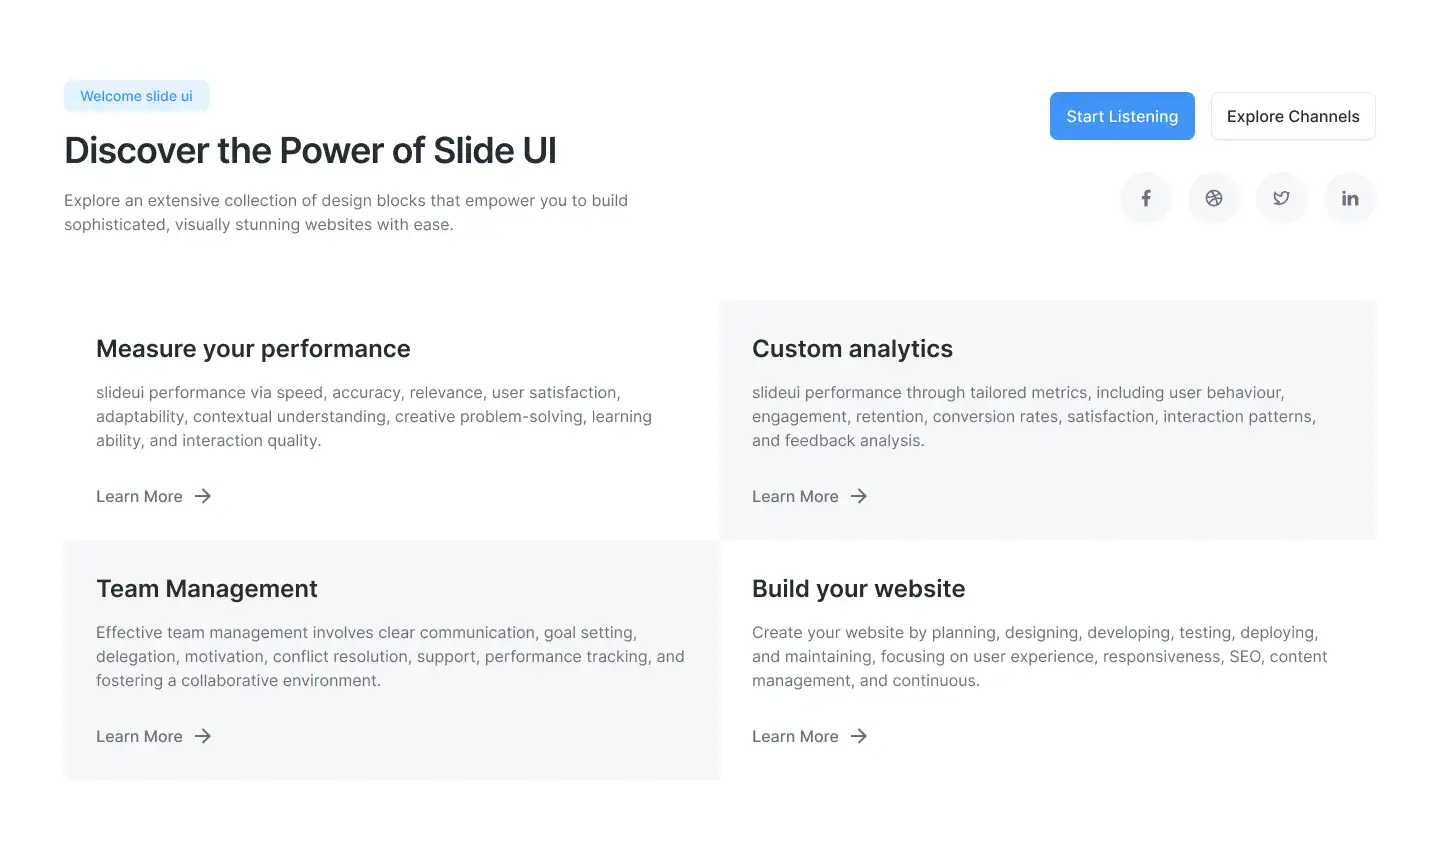 Welcome slide ui
Discover the Power of Slide UI
Explore an extensive collection of design blocks that empower you to build
sophisticated, visually stunning websites with ease.
Start Listening
Explore Channels
Measure your performance
slideui performance via speed, accuracy, relevance, user satisfaction,
adaptability, contextual understanding, creative problem-solving, learning
ability, and interaction quality.
Learn More
Custom analytics
slideui performance through tailored metrics, including user behaviour,
engagement, retention, conversion rates, satisfaction, interaction patterns,
and feedback analysis.
Learn More
Team Management
Effective team management involves clear communication, goal setting,
delegation, motivation, conflict resolution, support, performance tracking, and
fostering a collaborative environment.
Learn More
Build your website
Create your website by planning, designing, developing, testing, deploying,
and maintaining, focusing on user experience, responsiveness, SEO, content
management, and continuous.
Learn More